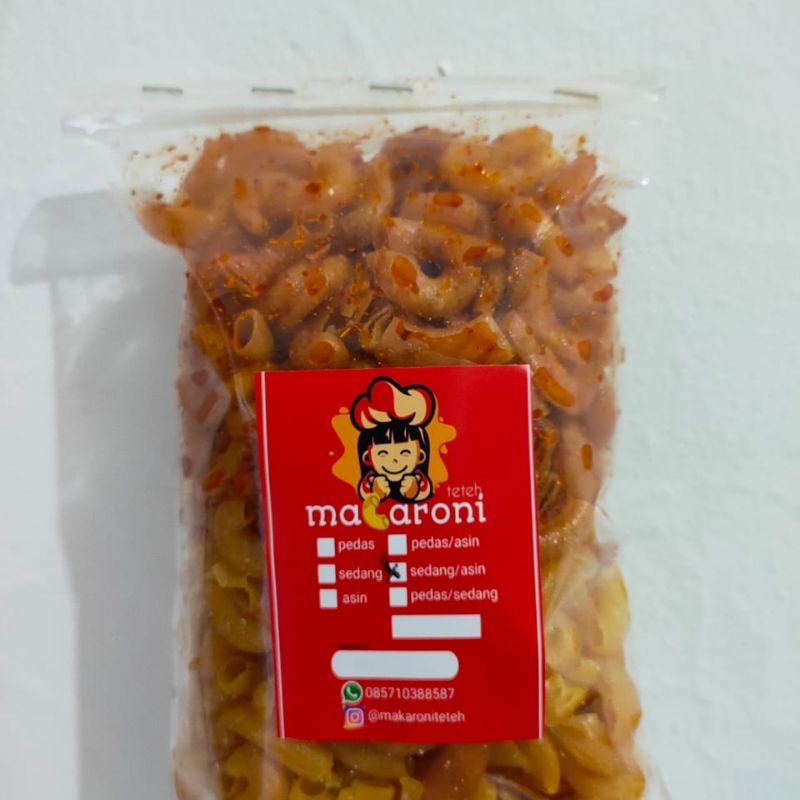 teteh
macaroni
pedas
pedas/asin
sedang
sedang/asin
asin
pedas/sedang
085710388587
@makaroniteteh